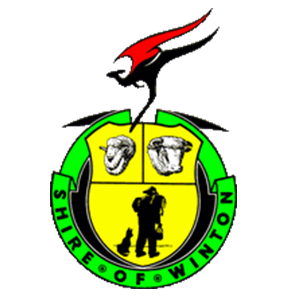 SHIRE • OF • WINTON